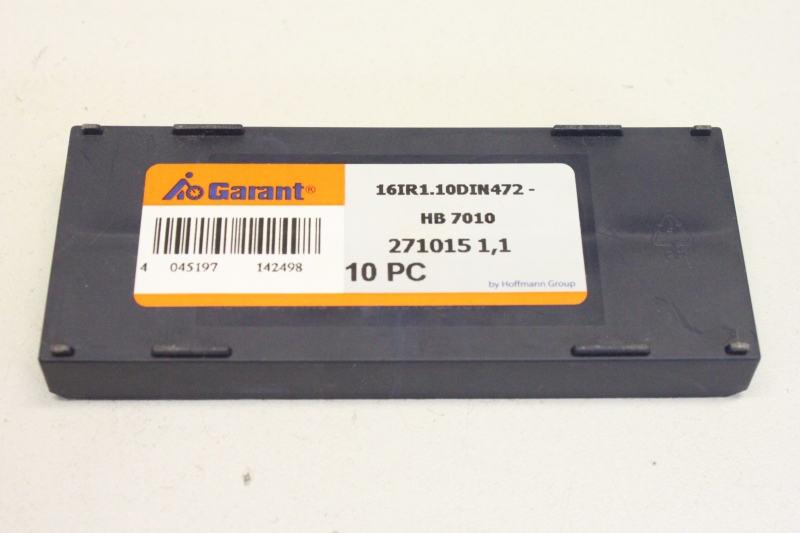 Garant®
16IR1.10DIN472 -
HB 7010
271015 1,1
4 045197 142498
10 PC
by Hoffmann Group